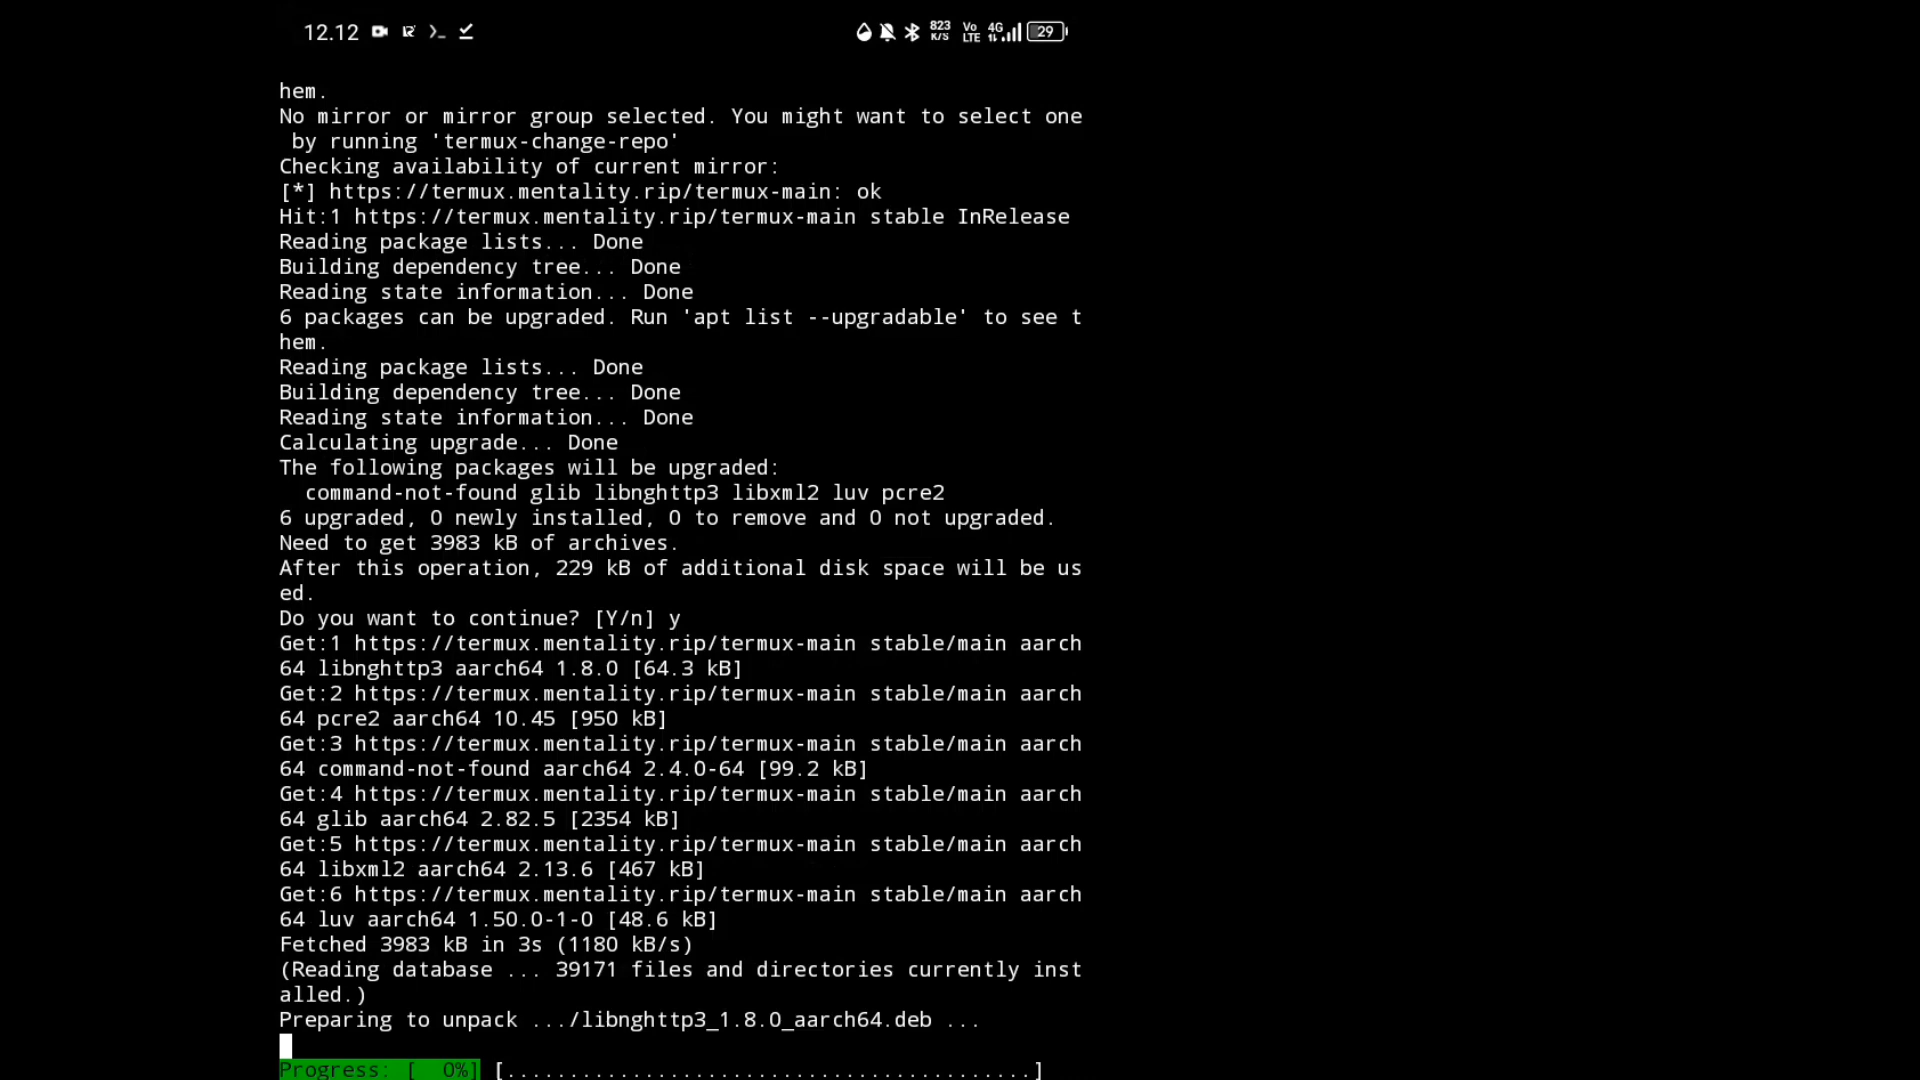 12.12 823 K/S Vo LTE 4G 29
hem.
No mirror or mirror group selected. You might want to select one
 by running 'termux-change-repo'
Checking availability of current mirror:
[*] https://termux.mentality.rip/termux-main: ok
Hit:1 https://termux.mentality.rip/termux-main stable InRelease
Reading package lists... Done
Building dependency tree... Done
Reading state information... Done
6 packages can be upgraded. Run 'apt list --upgradable' to see t
hem.
Reading package lists... Done
Building dependency tree... Done
Reading state information... Done
Calculating upgrade... Done
The following packages will be upgraded:
  command-not-found glib libnghttp3 libxml2 luv pcre2
6 upgraded, 0 newly installed, 0 to remove and 0 not upgraded.
Need to get 3983 kB of archives.
After this operation, 229 kB of additional disk space will be us
ed.
Do you want to continue? [Y/n] y
Get:1 https://termux.mentality.rip/termux-main stable/main aarch
64 libnghttp3 aarch64 1.8.0 [64.3 kB]
Get:2 https://termux.mentality.rip/termux-main stable/main aarch
64 pcre2 aarch64 10.45 [950 kB]
Get:3 https://termux.mentality.rip/termux-main stable/main aarch
64 command-not-found aarch64 2.4.0-64 [99.2 kB]
Get:4 https://termux.mentality.rip/termux-main stable/main aarch
64 glib aarch64 2.82.5 [2354 kB]
Get:5 https://termux.mentality.rip/termux-main stable/main aarch
64 libxml2 aarch64 2.13.6 [467 kB]
Get:6 https://termux.mentality.rip/termux-main stable/main aarch
64 luv aarch64 1.50.0-1-0 [48.6 kB]
Fetched 3983 kB in 3s (1180 kB/s)
(Reading database ... 39171 files and directories currently inst
alled.)
Preparing to unpack .../libnghttp3_1.8.0_aarch64.deb ...
Progress: [  0%] [..........................................]